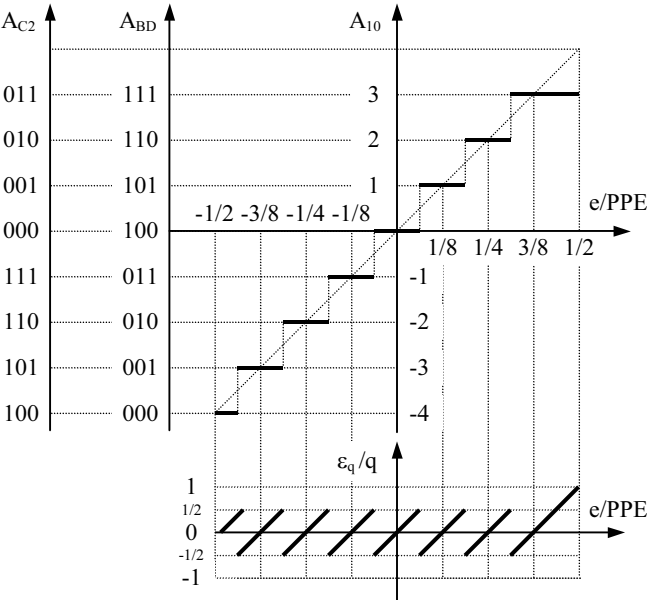 A_C2 A_BD A_10
011 111 3
010 110 2
001 101 1
e/PPE
-1/2 -3/8 -1/4 -1/8
000 100
1/8 1/4 3/8 1/2
111 011 -1
110 010 -2
101 001 -3
100 000 -4
ε_q/q
1
1/2
e/PPE
0
-1/2
-1